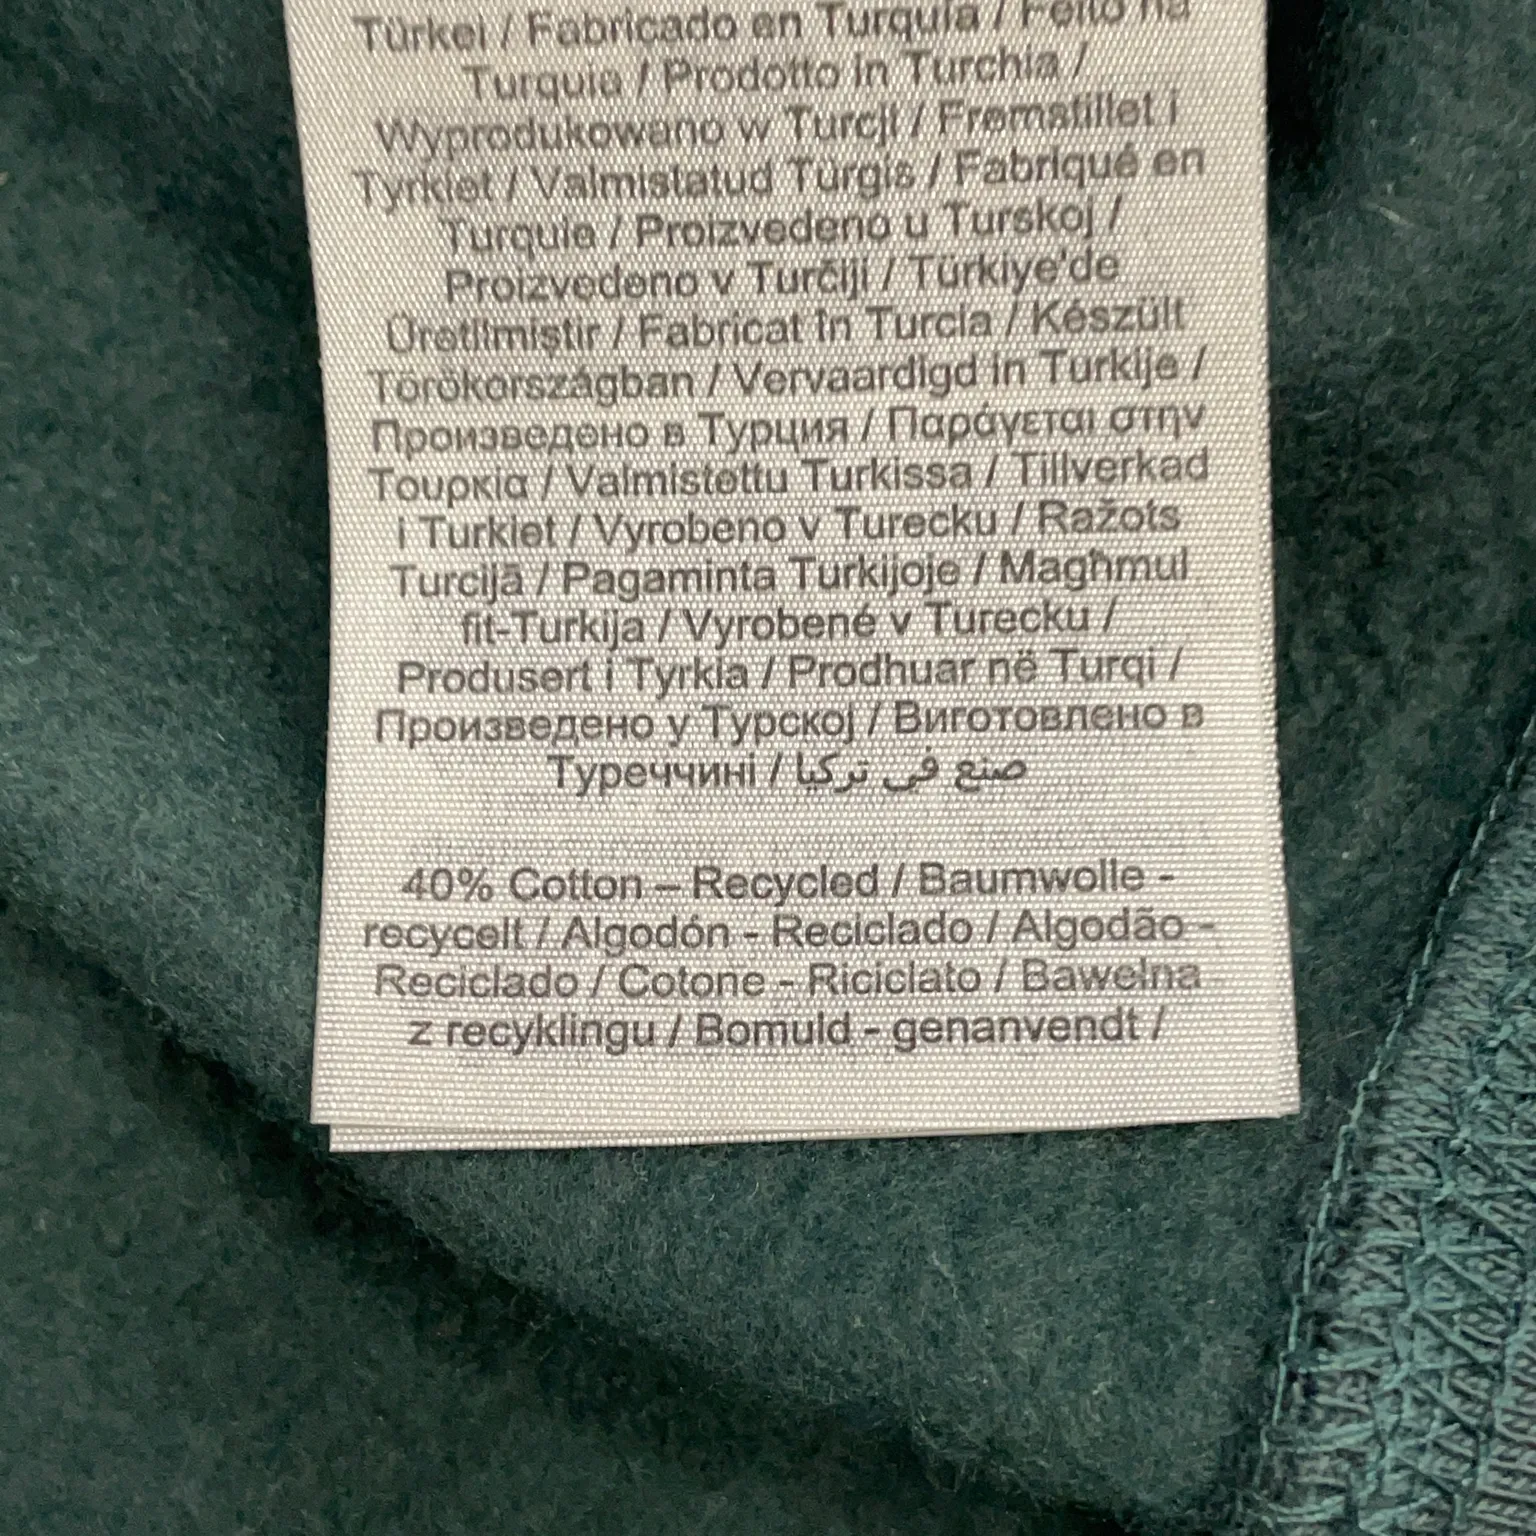 Türkei / Fabricado en Turquía / Feito na
Turquia / Prodotto in Turchia /
Wyprodukowano w Turcji / Fremstillet i
Tyrkiet / Valmistatud Türgis / Fabriqué en
Turquie / Proizvedeno u Turskoj /
Proizvedeno v Turčiji / Türkiye'de
Üretilmiştir / Fabricat în Turcia / Készült
Törökországban / Vervaardigd in Turkije /
Произведено в Турция / Παράγεται στην
Τουρκία / Valmistettu Turkissa / Tillverkad
i Turkiet / Vyrobeno v Turecku / Ražots
Turcijā / Pagaminta Turkijoje / Magħmul
fit-Turkija / Vyrobené v Turecku /
Produsert i Tyrkia / Prodhuar në Turqi /
Произведено у Турској / Виготовлено в
Туреччині / صنع في تركيا
40% Cotton – Recycled / Baumwolle -
recycelt / Algodón - Reciclado / Algodão -
Reciclado / Cotone - Riciclato / Bawełna
z recyklingu / Bomuld - genanvendt /